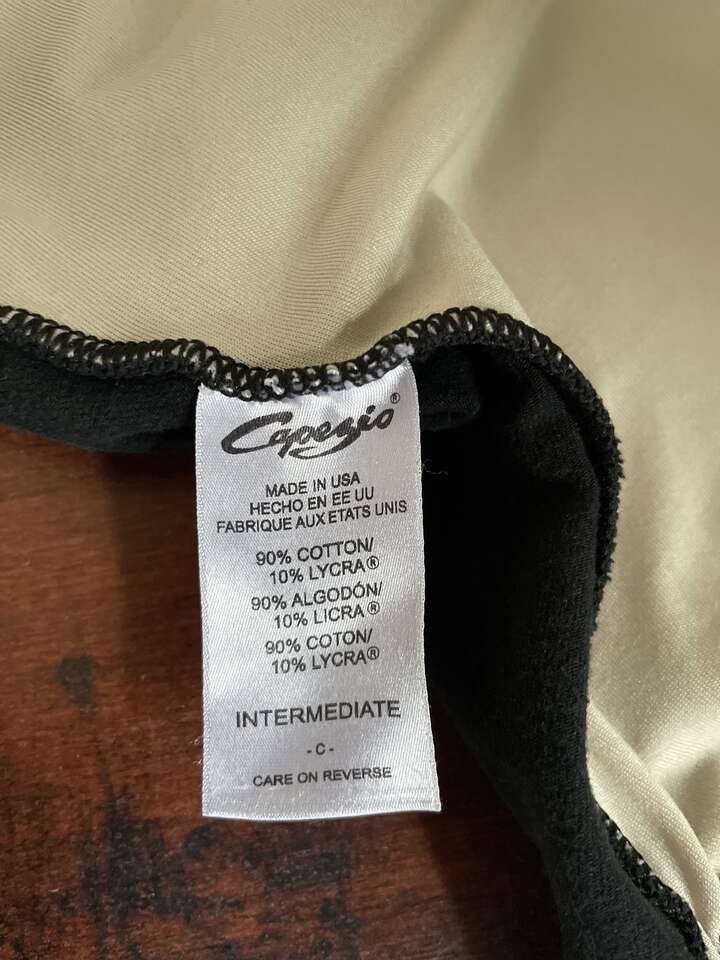 Capezio®
MADE IN USA
HECHO EN EE UU
FABRIQUE AUX ETATS UNIS
90% COTTON/
10% LYCRA®
90% ALGODÓN/
10% LICRA®
90% COTON/
10% LYCRA®
INTERMEDIATE
- C -
CARE ON REVERSE